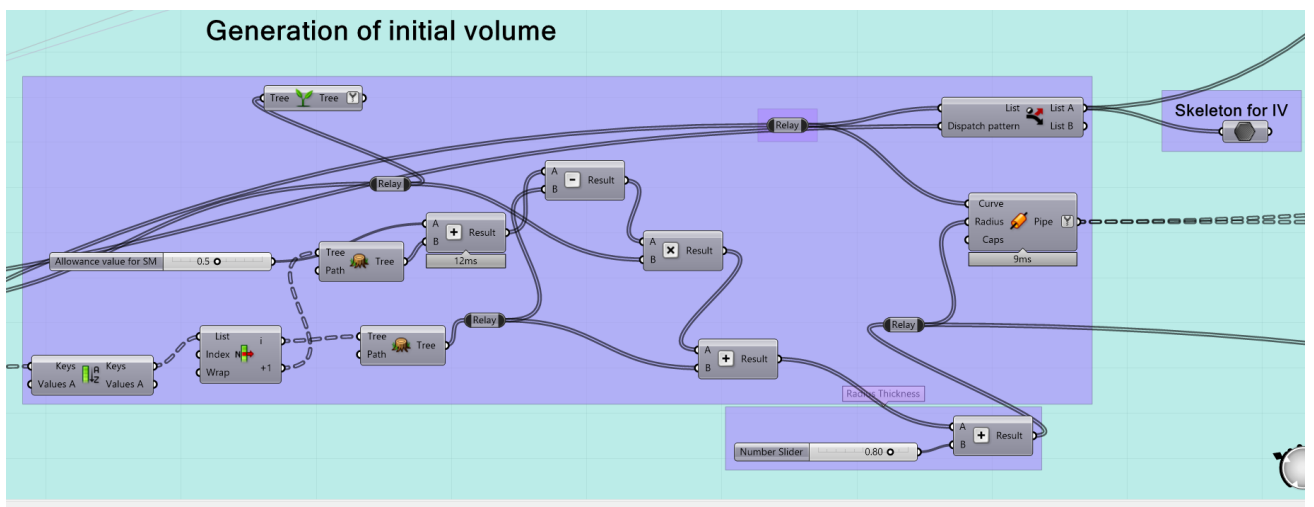 Generation of initial volume
Tree Tree
Relay
List List A
Dispatch pattern List B
Skeleton for IV
Relay
A
B
Result
A
B
Result
12ms
Curve
Radius Pipe
Caps
9ms
Tree Tree
Path
A
B
Result
Allowance value for SM 0.5
Relay
Relay
List i
Index
Wrap +1
Tree Tree
Path
A
B
Result
Keys Keys
Values A Values A
A
Z
N
Radius Thickness
A
B
Result
Number Slider 0.80